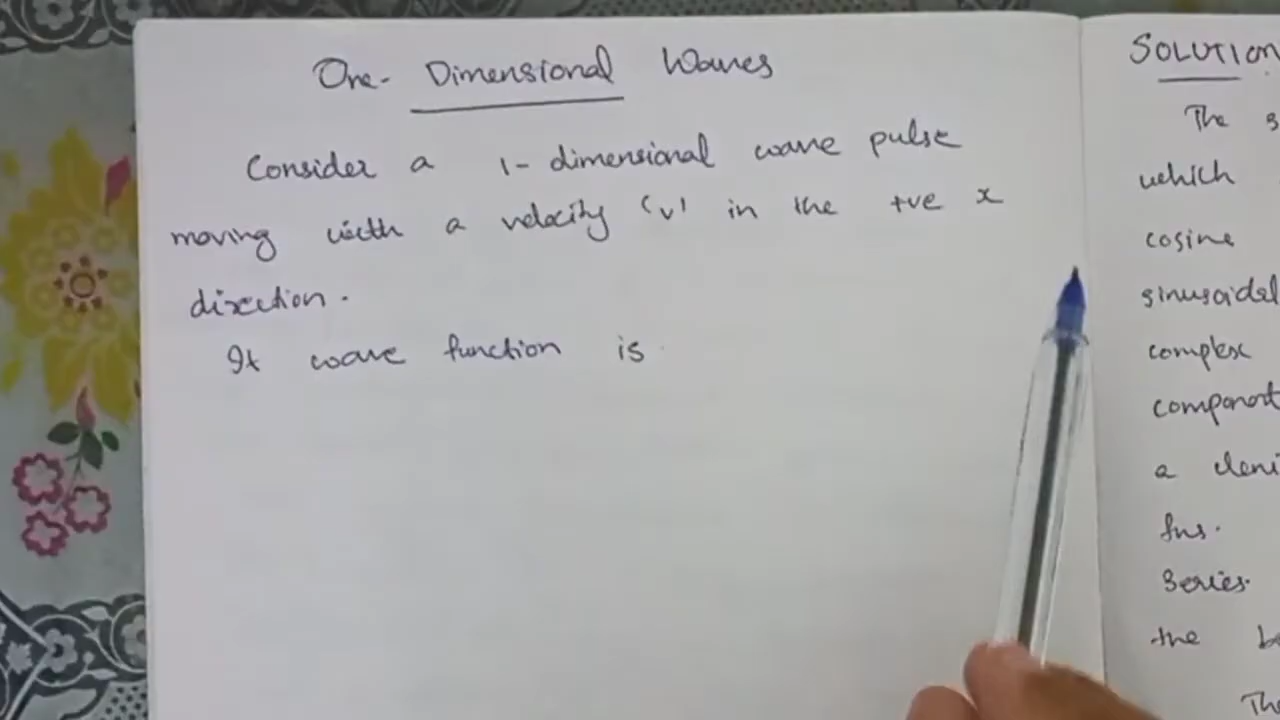 One-Dimensional Waves
Consider a 1-dimensional wave pulse
moving with a velocity 'v' in the +ve x
direction.
It wave function is
SOLUTION
The
which
cosine
sinusoidal
complex
component
a
fns.
Series.
the